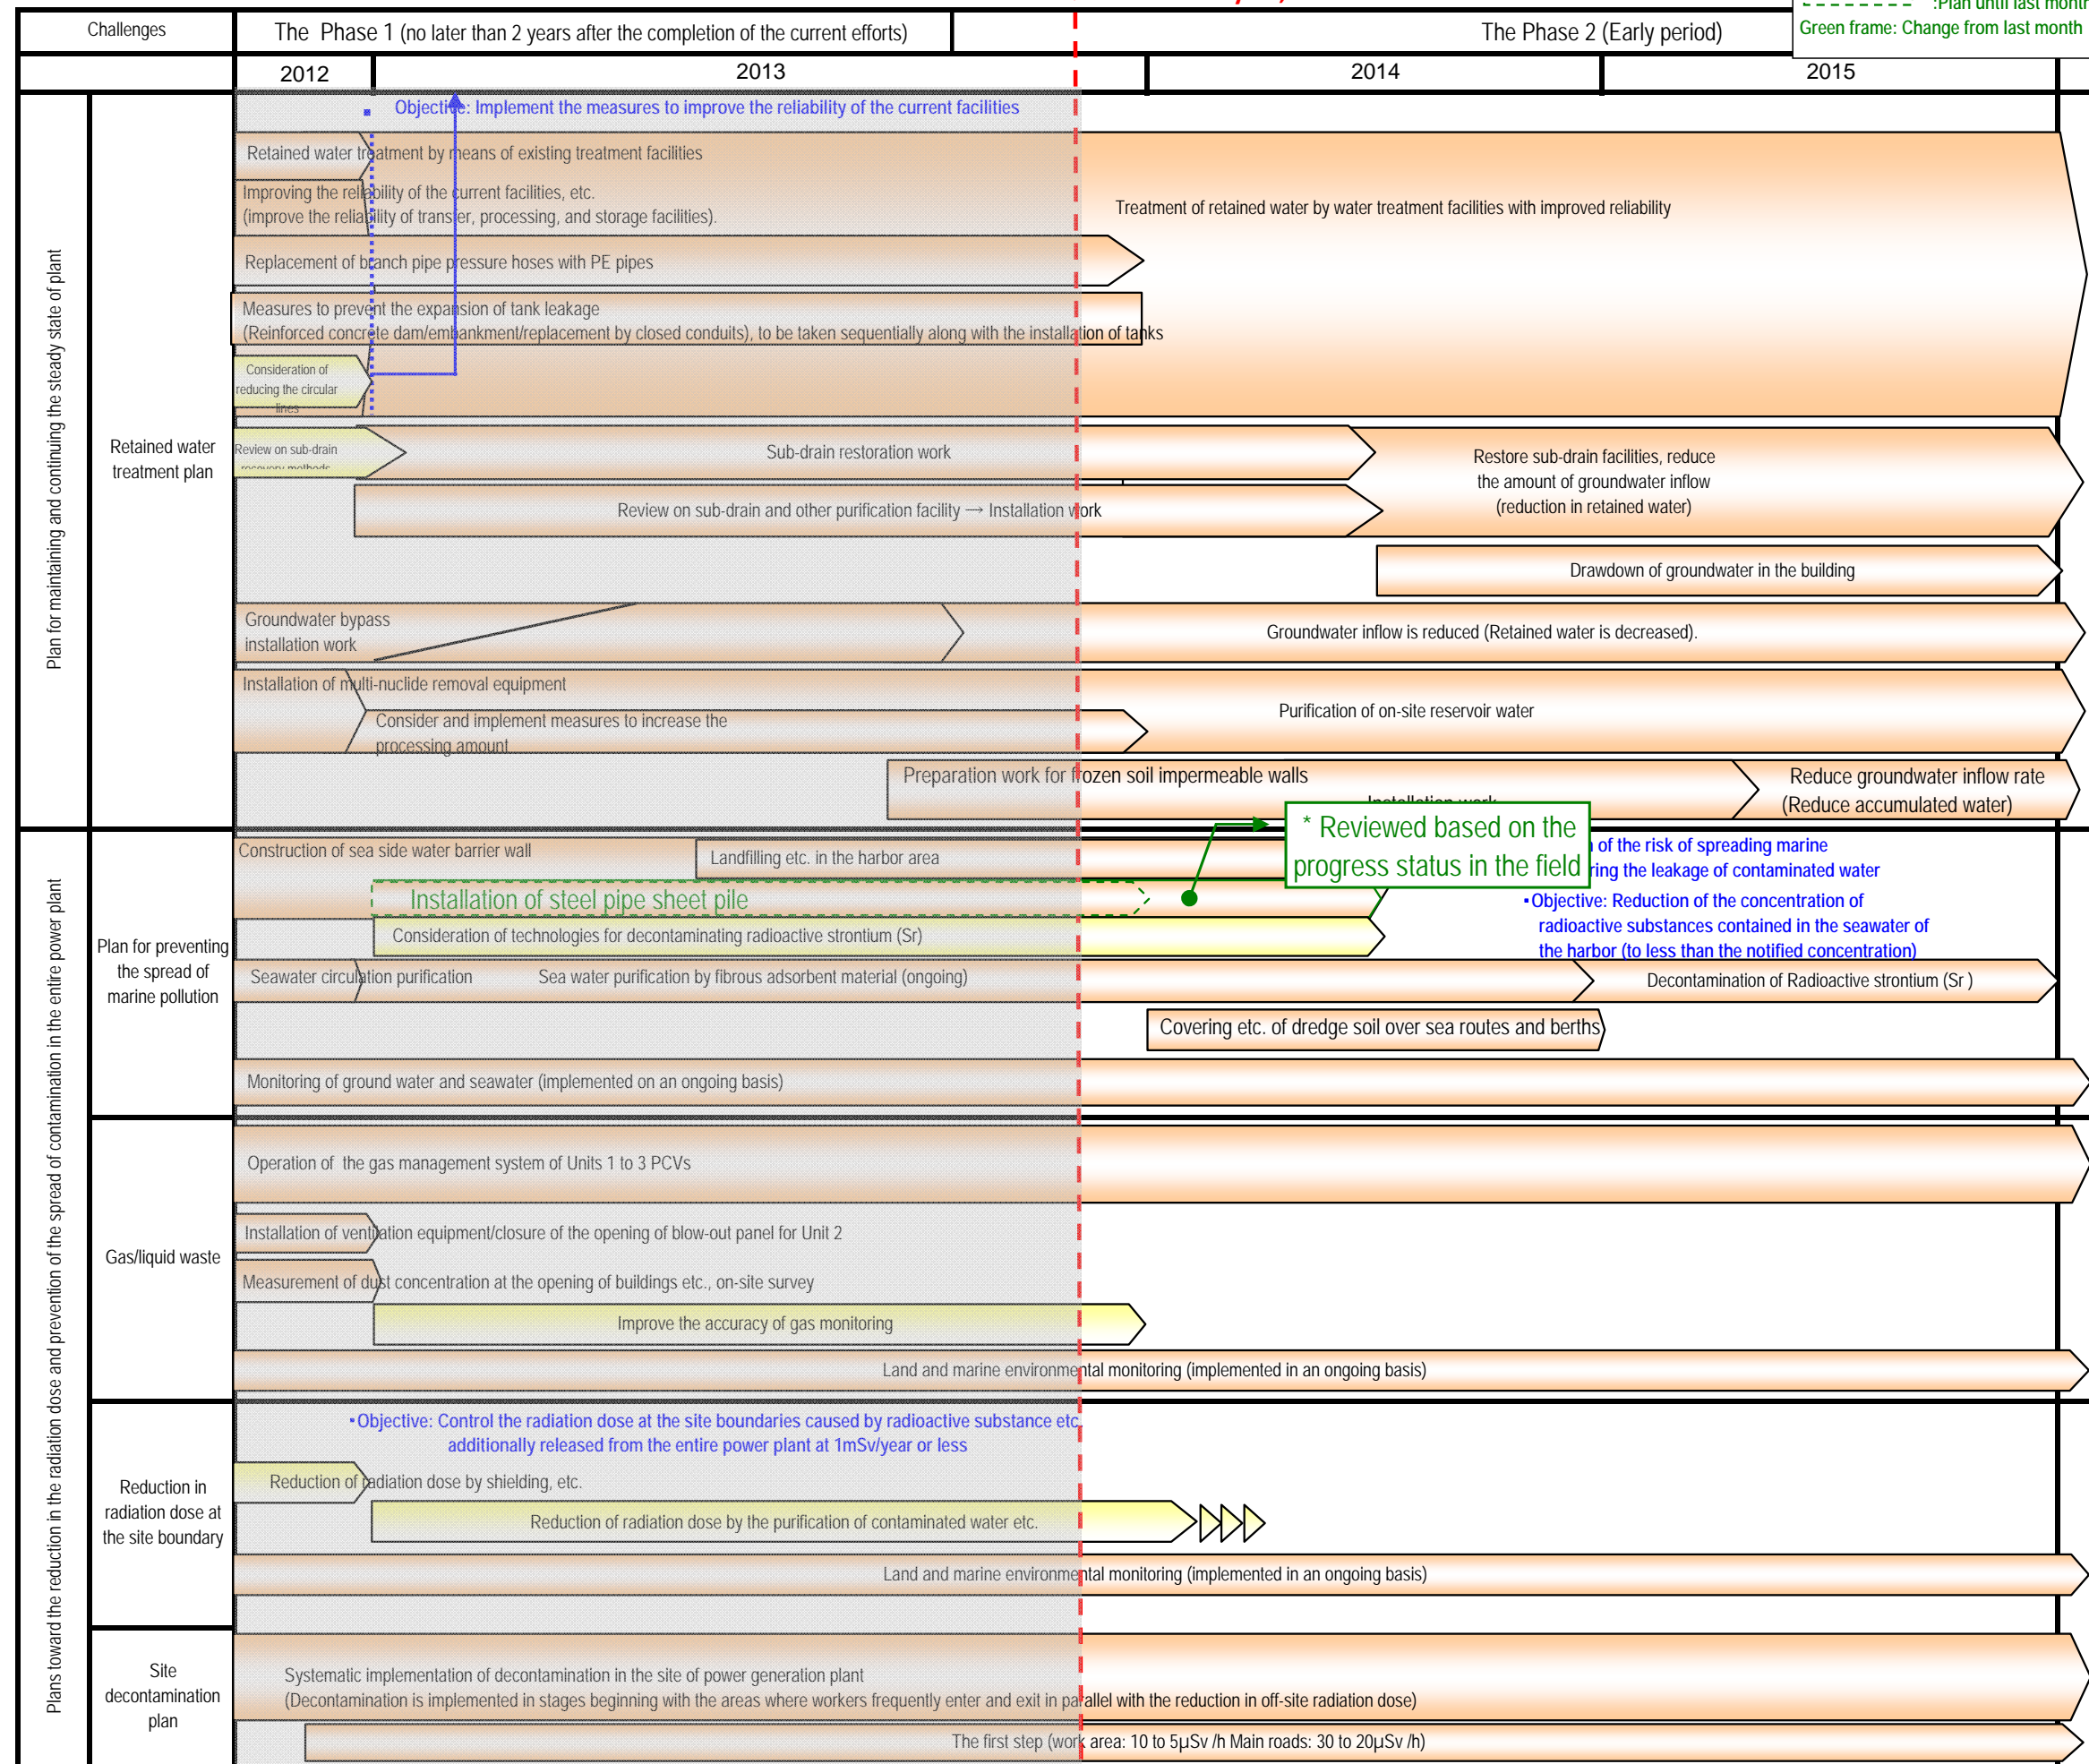 :Plan until last month
Green frame: Change from last month
Challenges
The Phase 1 (no later than 2 years after the completion of the current efforts)
The Phase 2 (Early period)
2012
2013
2014
2015
Plan for maintaining and continuing the steady state of plant
Retained water
treatment plan
▪ Objective: Implement the measures to improve the reliability of the current facilities
Retained water treatment by means of existing treatment facilities
Improving the reliability of the current facilities, etc.
(improve the reliability of transfer, processing, and storage facilities).
Treatment of retained water by water treatment facilities with improved reliability
Replacement of branch pipe pressure hoses with PE pipes
Measures to prevent the expansion of tank leakage
(Reinforced concrete dam/embankment/replacement by closed conduits), to be taken sequentially along with the installation of tanks
Consideration of
reducing the circular
lines
Review on sub-drain
recovery methods
Sub-drain restoration work
Restore sub-drain facilities, reduce
the amount of groundwater inflow
(reduction in retained water)
Review on sub-drain and other purification facility → Installation work
Drawdown of groundwater in the building
Groundwater bypass
installation work
Groundwater inflow is reduced (Retained water is decreased).
Installation of multi-nuclide removal equipment
Consider and implement measures to increase the
processing amount
Purification of on-site reservoir water
Preparation work for frozen soil impermeable walls
Installation work
Reduce groundwater inflow rate
(Reduce accumulated water)
Plans toward the reduction in the radiation dose and prevention of the spread of contamination in the entire power plant
Plan for preventing
the spread of
marine pollution
Construction of sea side water barrier wall
Landfilling etc. in the harbor area
* Reviewed based on the
progress status in the field
of the risk of spreading marine
the leakage of contaminated water
Installation of steel pipe sheet pile
▪Objective: Reduction of the concentration of
radioactive substances contained in the seawater of
the harbor (to less than the notified concentration)
Consideration of technologies for decontaminating radioactive strontium (Sr)
Seawater circulation purification
Sea water purification by fibrous adsorbent material (ongoing)
Decontamination of Radioactive strontium (Sr )
Covering etc. of dredge soil over sea routes and berths
Monitoring of ground water and seawater (implemented on an ongoing basis)
Gas/liquid waste
Operation of the gas management system of Units 1 to 3 PCVs
Installation of ventilation equipment/closure of the opening of blow-out panel for Unit 2
Measurement of dust concentration at the opening of buildings etc., on-site survey
Improve the accuracy of gas monitoring
Land and marine environmental monitoring (implemented in an ongoing basis)
Reduction in
radiation dose at
the site boundary
▪Objective: Control the radiation dose at the site boundaries caused by radioactive substance etc.
additionally released from the entire power plant at 1mSv/year or less
Reduction of radiation dose by shielding, etc.
Reduction of radiation dose by the purification of contaminated water etc.
Land and marine environmental monitoring (implemented in an ongoing basis)
Site
decontamination
plan
Systematic implementation of decontamination in the site of power generation plant
(Decontamination is implemented in stages beginning with the areas where workers frequently enter and exit in parallel with the reduction in off-site radiation dose)
The first step (work area: 10 to 5μSv /h Main roads: 30 to 20μSv /h)